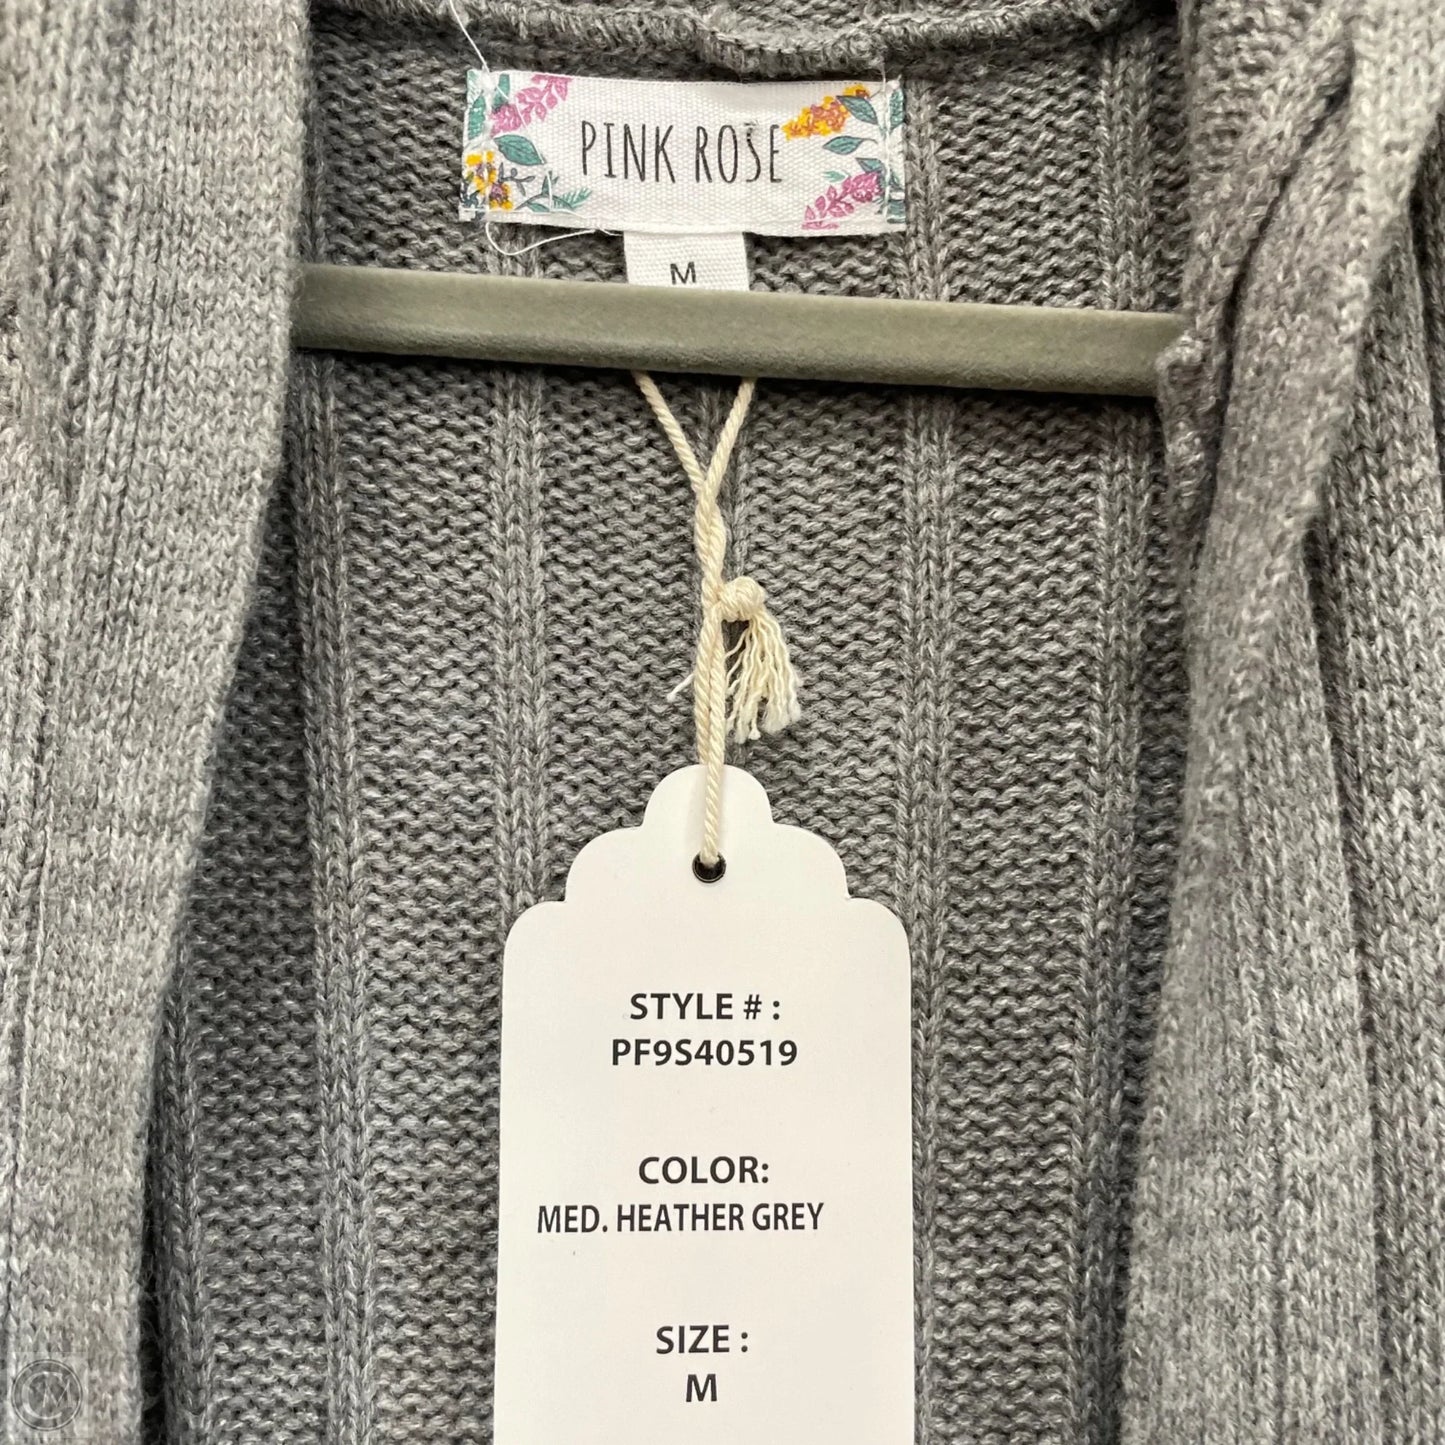 PINK ROSE
M
STYLE # :
PF9S40519
COLOR:
MED. HEATHER GREY
SIZE :
M